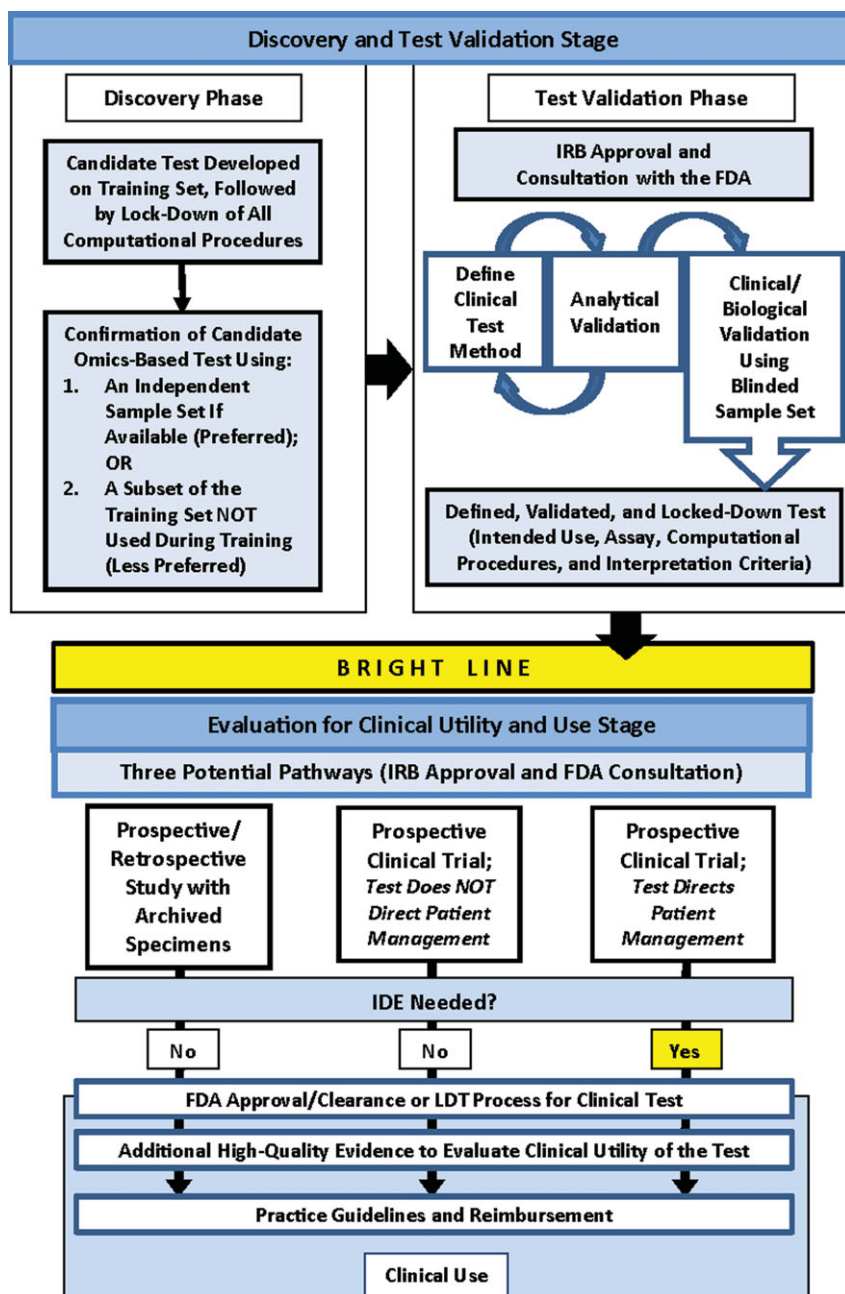 Discovery and Test Validation Stage
Discovery Phase
Candidate Test Developed
on Training Set, Followed
by Lock-Down of All
Computational Procedures
Confirmation of Candidate
Omics-Based Test Using:
1. An Independent
Sample Set If
Available (Preferred);
OR
2. A Subset of the
Training Set NOT
Used During Training
(Less Preferred)
Test Validation Phase
IRB Approval and
Consultation with the FDA
Define
Clinical
Test
Method
Analytical
Validation
Clinical/
Biological
Validation
Using
Blinded
Sample Set
Defined, Validated, and Locked-Down Test
(Intended Use, Assay, Computational
Procedures, and Interpretation Criteria)
BRIGHT LINE
Evaluation for Clinical Utility and Use Stage
Three Potential Pathways (IRB Approval and FDA Consultation)
Prospective/
Retrospective
Study with
Archived
Specimens
Prospective
Clinical Trial;
Test Does NOT
Direct Patient
Management
Prospective
Clinical Trial;
Test Directs
Patient
Management
IDE Needed?
No
No
Yes
FDA Approval/Clearance or LDT Process for Clinical Test
Additional High-Quality Evidence to Evaluate Clinical Utility of the Test
Practice Guidelines and Reimbursement
Clinical Use